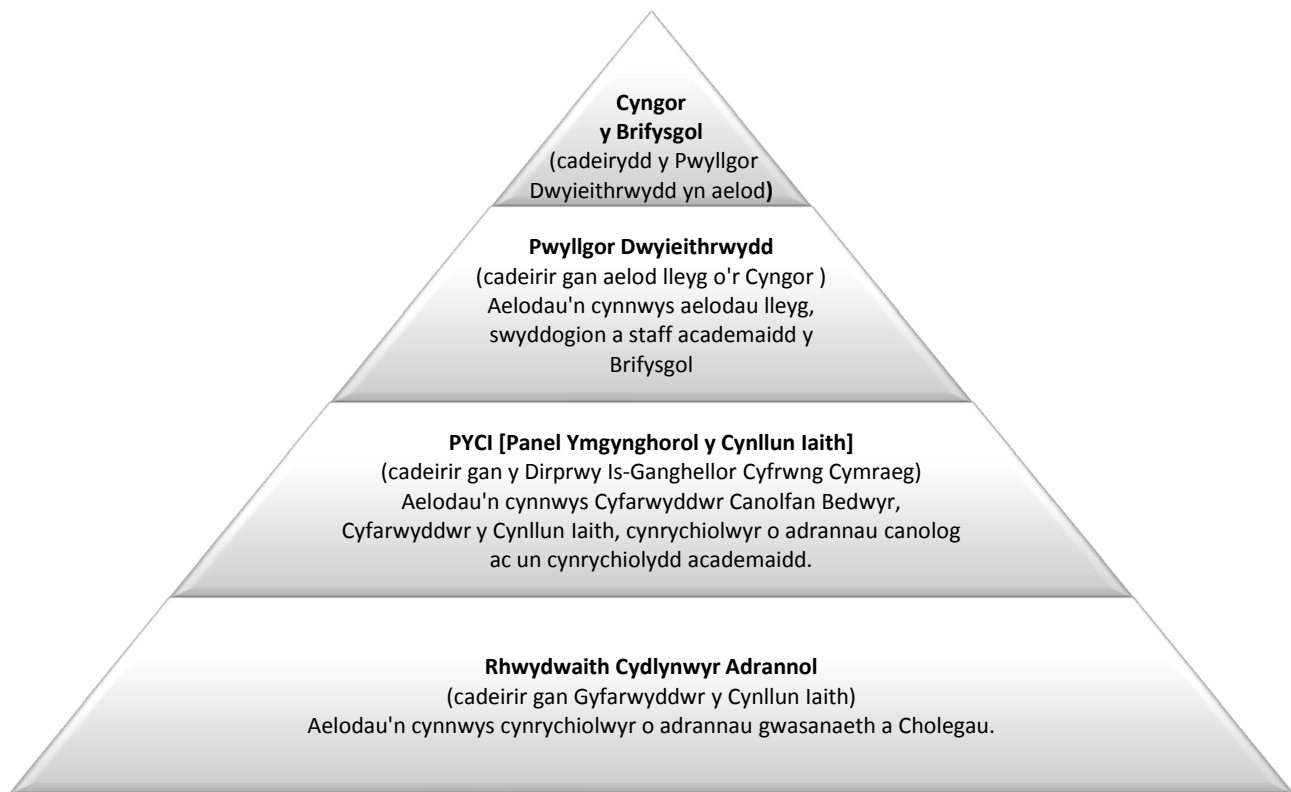 Cyngor
y Brifysgol
(cadeirydd y Pwyllgor
Dwyieithrwydd yn aelod)
Pwyllgor Dwyieithrwydd
(cadeirir gan aelod lleyg o'r Cyngor )
Aelodau'n cynnwys aelodau lleyg,
swyddogion a staff academaidd y
Brifysgol
PYCI [Panel Ymgynghorol y Cynllun Iaith]
(cadeirir gan y Dirprwy Is-Ganghellor Cyfrwng Cymraeg)
Aelodau'n cynnwys Cyfarwyddwr Canolfan Bedwyr,
Cyfarwyddwr y Cynllun Iaith, cynrychiolwyr o adrannau canolog
ac un cynrychiolydd academaidd.
Rhwydwaith Cydlynwyr Adrannol
(cadeirir gan Gyfarwyddwr y Cynllun Iaith)
Aelodau'n cynnwys cynrychiolwyr o adrannau gwasanaeth a Cholegau.